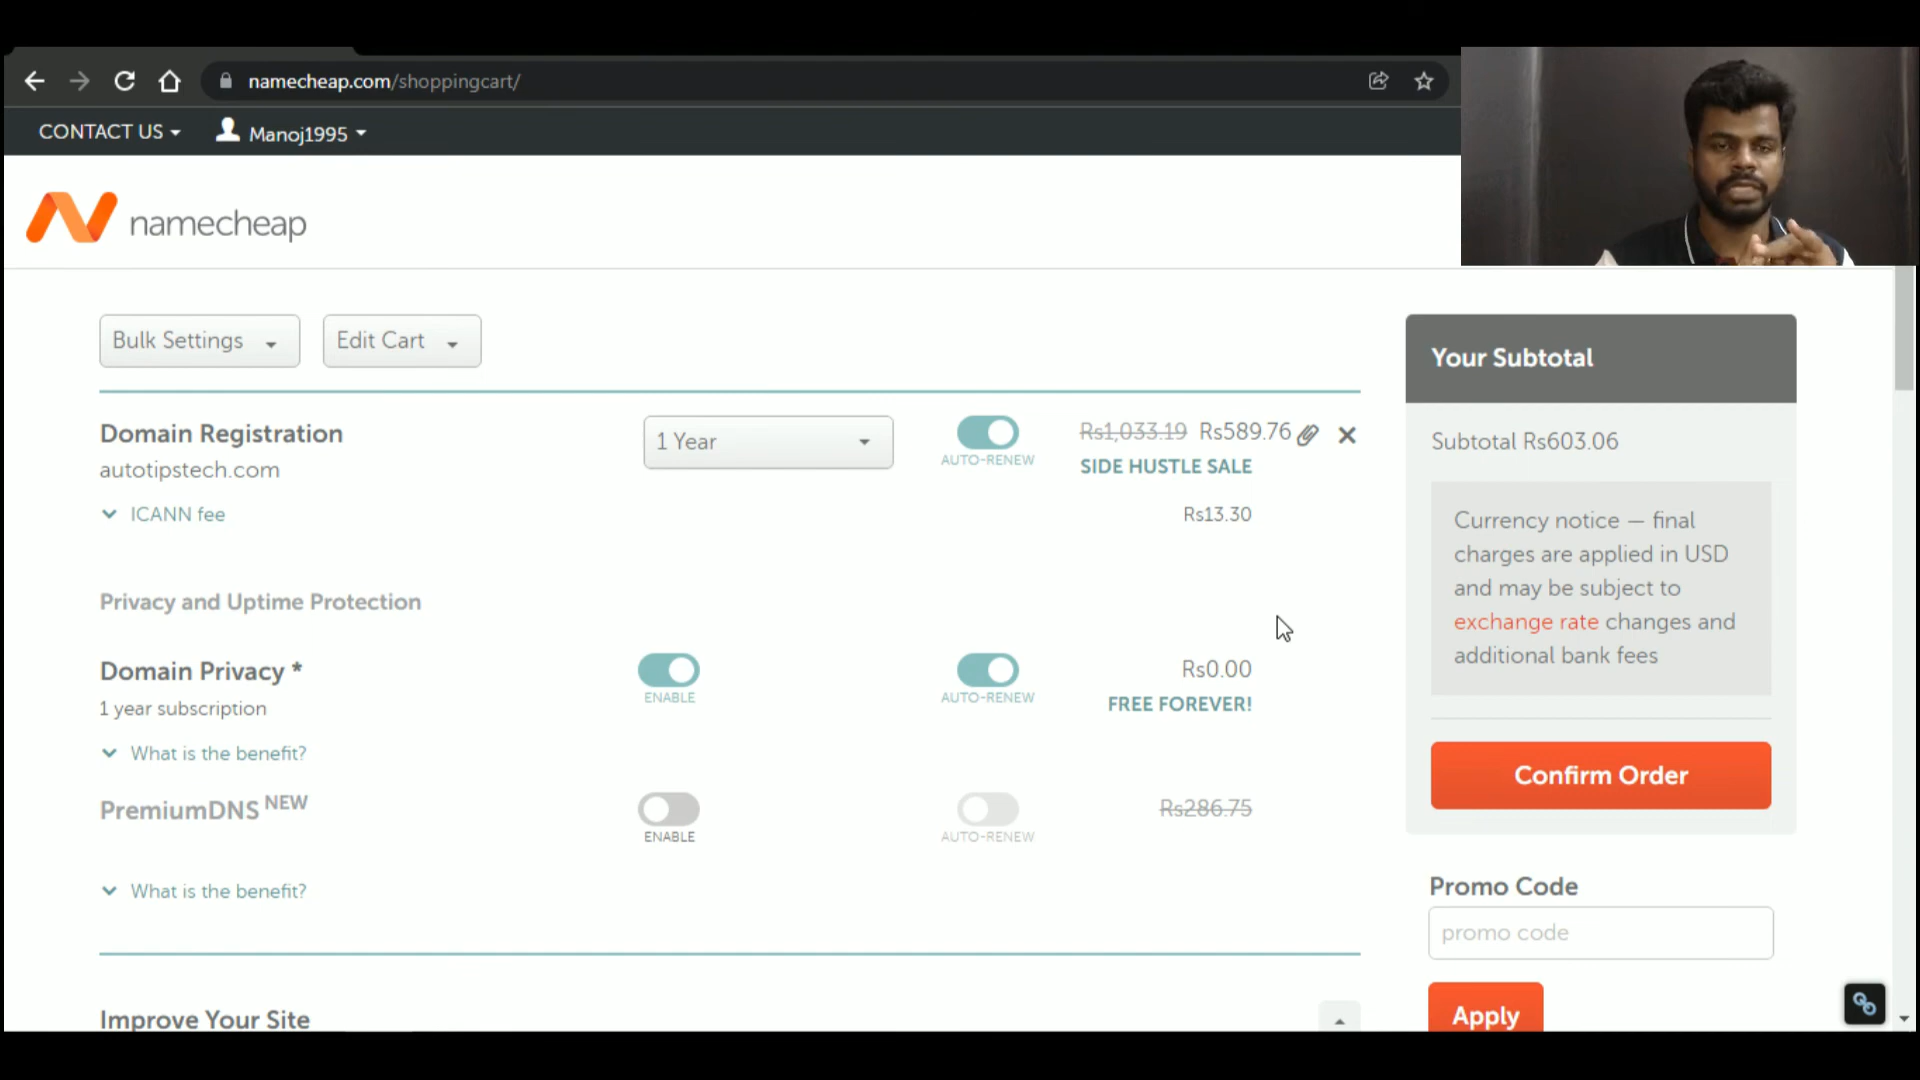 namecheap.com/shoppingcart/
CONTACT US
Manoj1995
namecheap
Bulk Settings
Edit Cart
Your Subtotal
Domain Registration
1 Year
AUTO-RENEW
Rs1,033.19 Rs589.76
autotipstech.com
SIDE HUSTLE SALE
Subtotal Rs603.06
ICANN fee
Rs13.30
Currency notice — final
charges are applied in USD
and may be subject to
exchange rate changes and
additional bank fees
Privacy and Uptime Protection
Domain Privacy *
ENABLE
AUTO-RENEW
Rs0.00
1 year subscription
FREE FOREVER!
What is the benefit?
Confirm Order
PremiumDNS NEW
ENABLE
AUTO-RENEW
Rs286.75
What is the benefit?
Promo Code
promo code
Improve Your Site
Apply